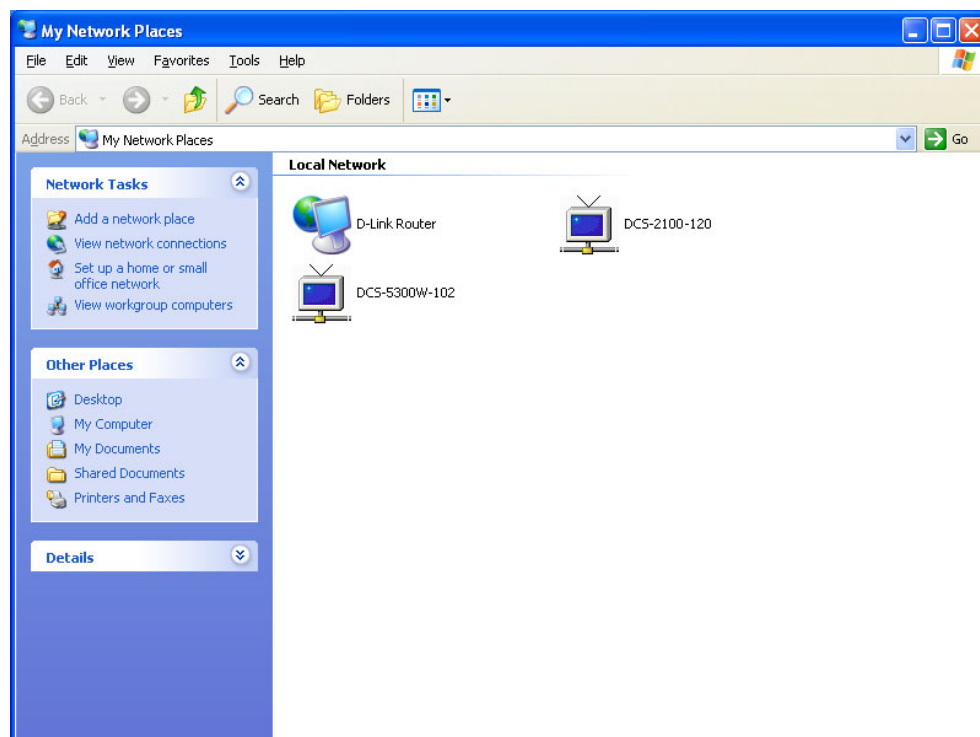 My Network Places
File Edit View Favorites Tools Help
Back Search Folders
Address My Network Places Go
Network Tasks
Add a network place
View network connections
Set up a home or small
office network
View workgroup computers
Other Places
Desktop
My Computer
My Documents
Shared Documents
Printers and Faxes
Details
Local Network
D-Link Router
DCS-2100-120
DCS-5300W-102